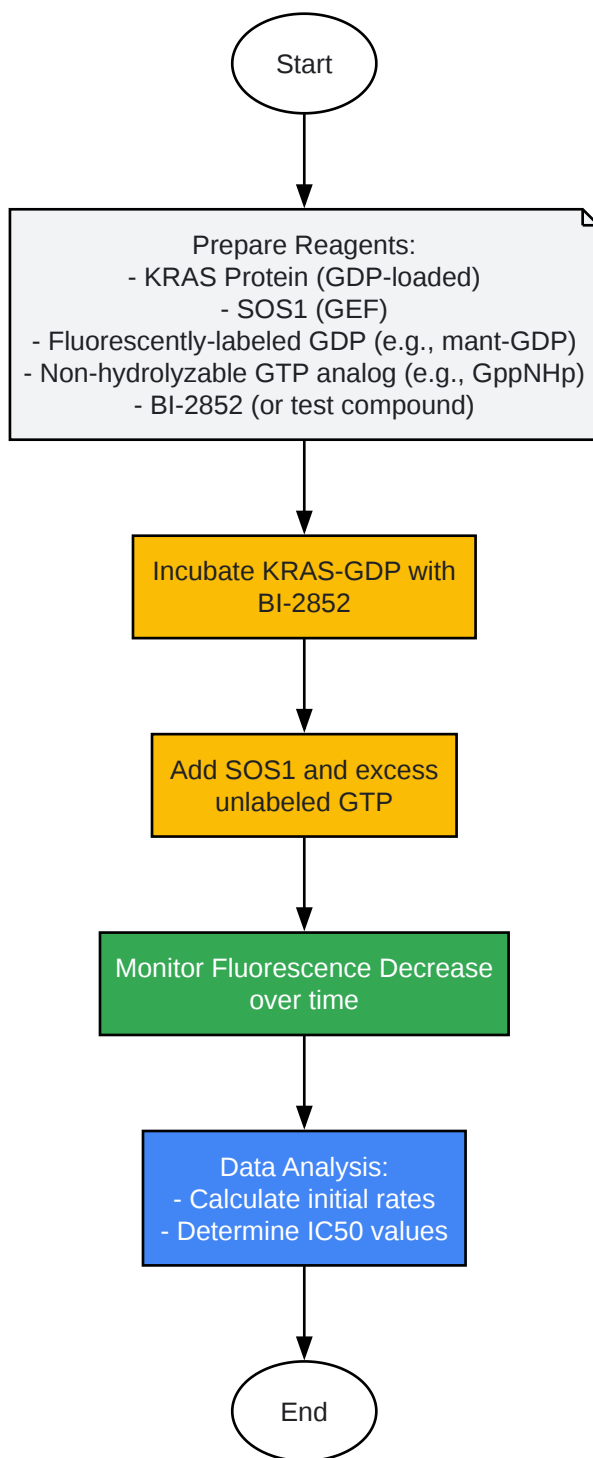 Start
Prepare Reagents:
- KRAS Protein (GDP-loaded)
- SOS1 (GEF)
- Fluorescently-labeled GDP (e.g., mant-GDP)
- Non-hydrolyzable GTP analog (e.g., GppNHp)
- BI-2852 (or test compound)
Incubate KRAS-GDP with
BI-2852
Add SOS1 and excess
unlabeled GTP
Monitor Fluorescence Decrease
over time
Data Analysis:
- Calculate initial rates
- Determine IC50 values
End